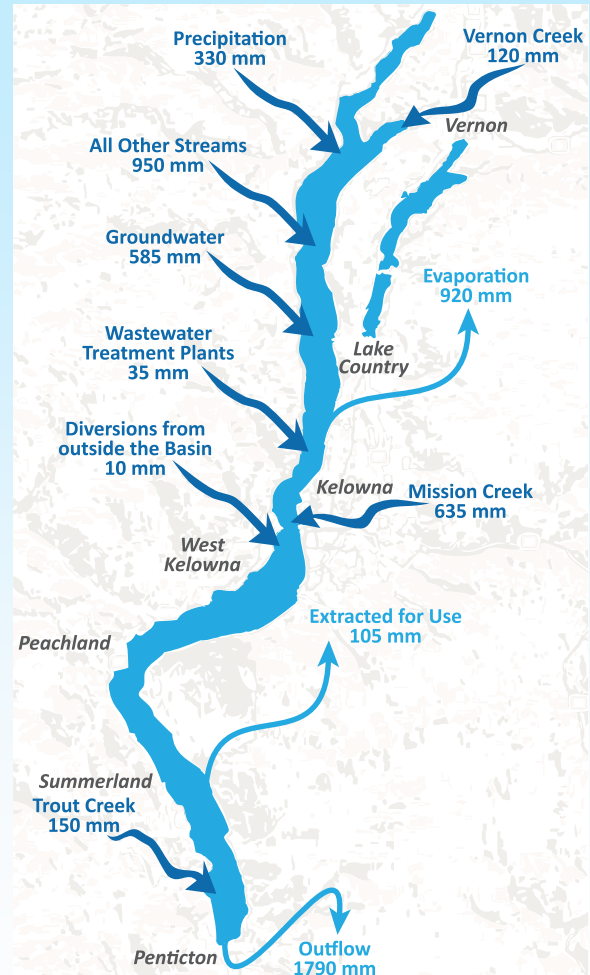 Precipitation
330 mm
Vernon Creek
120 mm
Vernon
All Other Streams
950 mm
Groundwater
585 mm
Evaporation
920 mm
Wastewater
Treatment Plants
35 mm
Lake
Country
Diversions from
outside the Basin
10 mm
Kelowna
Mission Creek
635 mm
West
Kelowna
Extracted for Use
105 mm
Peachland
Summerland
Trout Creek
150 mm
Penticton
Outflow
1790 mm